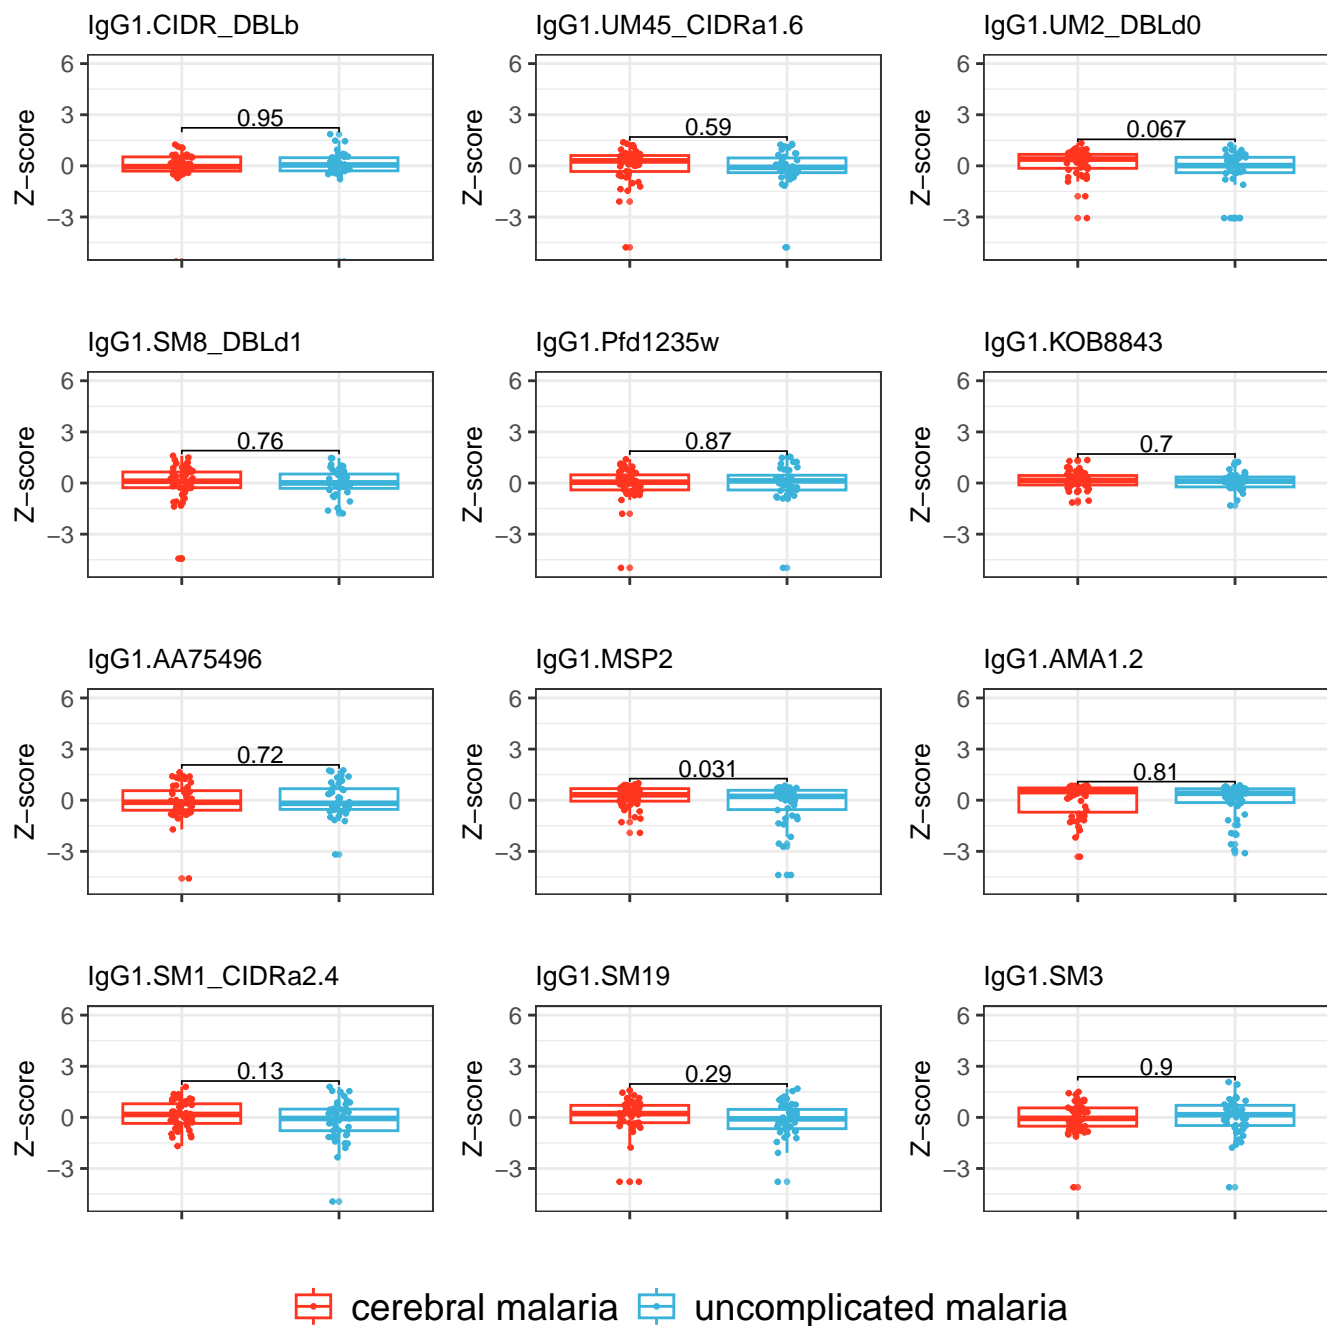 IgG1.CIDR_DBLb IgG1.UM45_CIDRa1.6 IgG1.UM2_DBLd0
6 6 6
0.95 0.59 0.067
3 3 3
0 0 0
−3 −3 −3
Z−score Z−score Z−score
IgG1.SM8_DBLd1 IgG1.Pfd1235w IgG1.KOB8843
6 6 6
0.76 0.87 0.7
3 3 3
0 0 0
−3 −3 −3
Z−score Z−score Z−score
IgG1.AA75496 IgG1.MSP2 IgG1.AMA1.2
6 6 6
0.72 0.031 0.81
3 3 3
0 0 0
−3 −3 −3
Z−score Z−score Z−score
IgG1.SM1_CIDRa2.4 IgG1.SM19 IgG1.SM3
6 6 6
0.13 0.29 0.9
3 3 3
0 0 0
−3 −3 −3
Z−score Z−score Z−score
cerebral malaria uncomplicated malaria